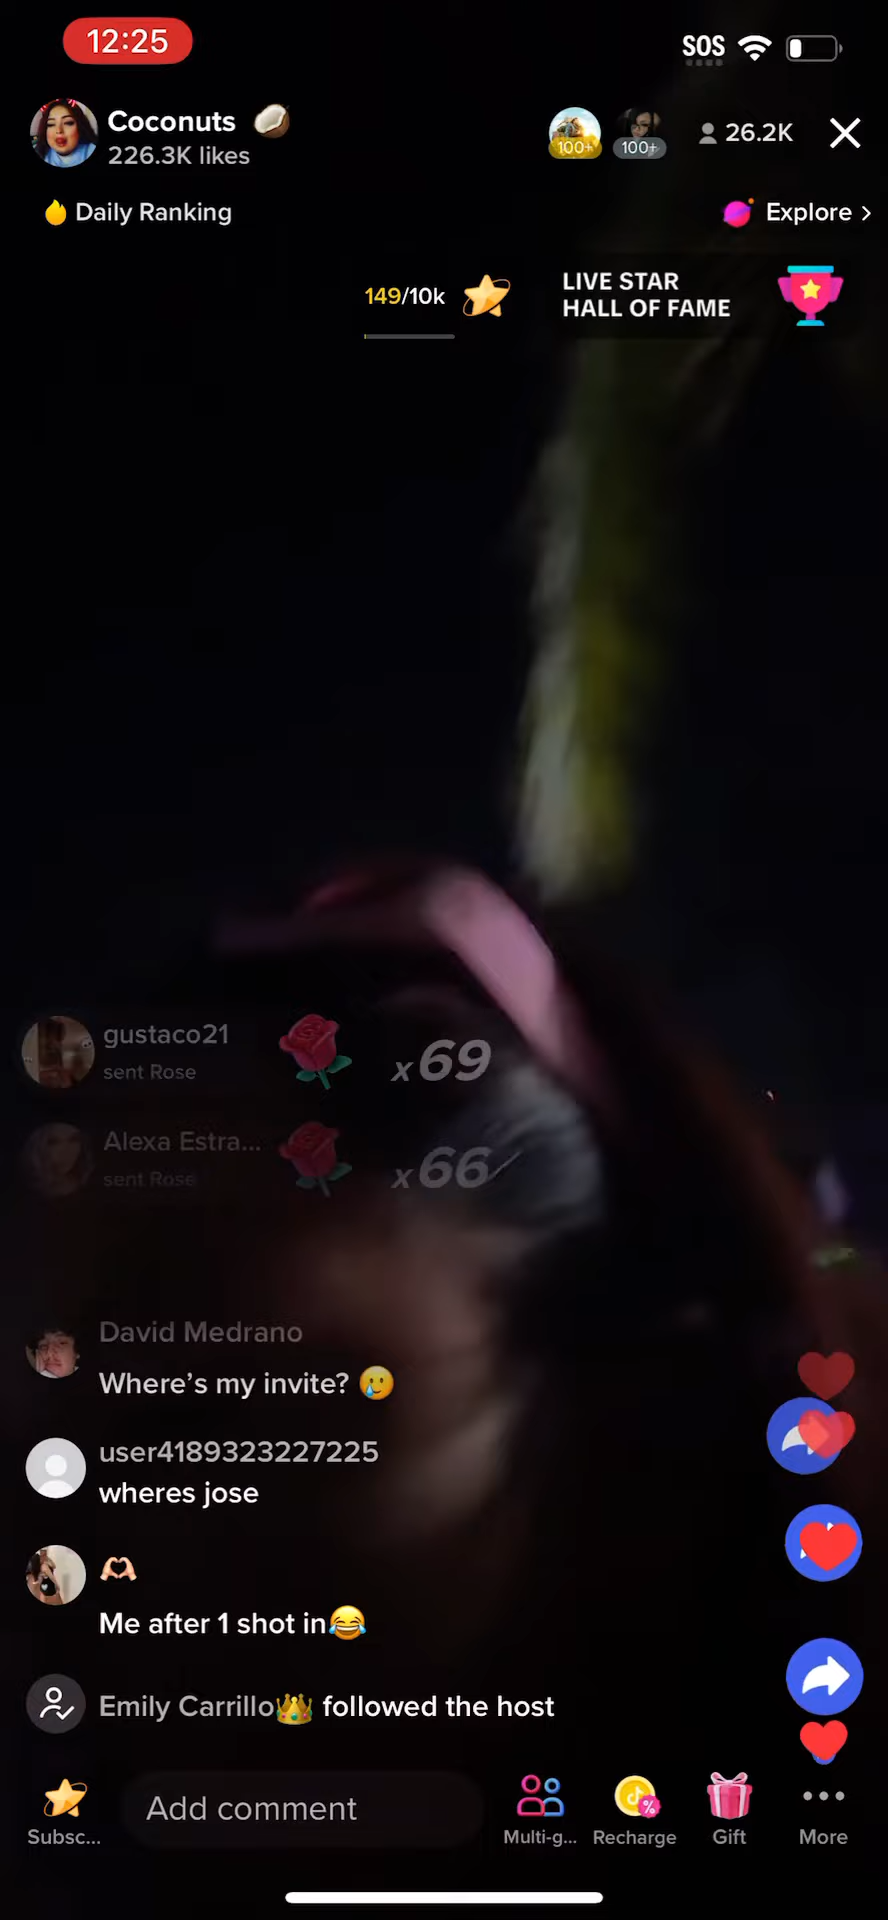 12:25
SOS
Coconuts 🥥
226.3K likes
100+
100+
26.2K
Daily Ranking
Explore >
149/10k
LIVE STAR
HALL OF FAME
gustaco21
sent Rose
x69
Alexa Estra...
sent Rose
x66
David Medrano
Where's my invite? 🥲
user4189323227225
wheres jose
🫶🏻
Me after 1 shot in😂
Emily Carrillo👑 followed the host
Add comment
Subsc...
Multi-g...
Recharge
Gift
More